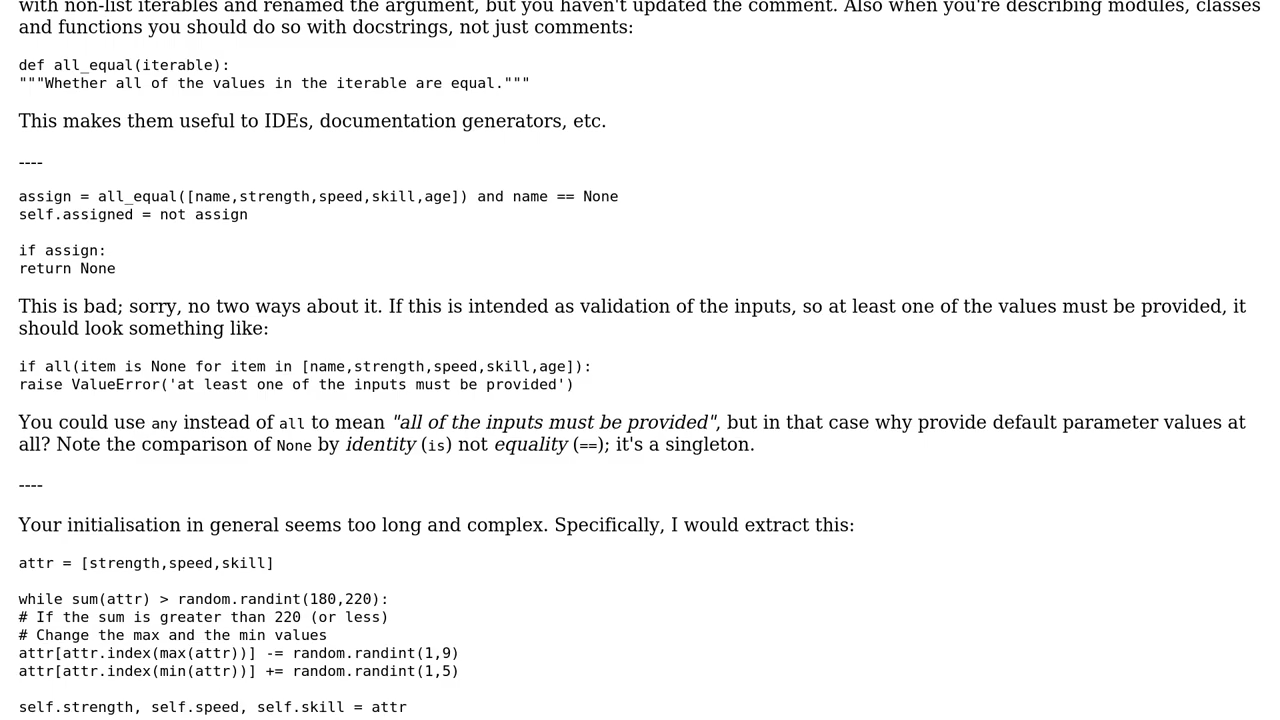 with non-list iterables and renamed the argument, but you haven't updated the comment. Also when you're describing modules, classes
and functions you should do so with docstrings, not just comments:
def all_equal(iterable):
"""Whether all of the values in the iterable are equal."""
This makes them useful to IDEs, documentation generators, etc.
----
assign = all_equal([name,strength,speed,skill,age]) and name == None
self.assigned = not assign
if assign:
return None
This is bad; sorry, no two ways about it. If this is intended as validation of the inputs, so at least one of the values must be provided, it
should look something like:
if all(item is None for item in [name,strength,speed,skill,age]):
raise ValueError('at least one of the inputs must be provided')
You could use any instead of all to mean "all of the inputs must be provided", but in that case why provide default parameter values at
all? Note the comparison of None by identity (is) not equality (==); it's a singleton.
----
Your initialisation in general seems too long and complex. Specifically, I would extract this:
attr = [strength,speed,skill]
while sum(attr) > random.randint(180,220):
# If the sum is greater than 220 (or less)
# Change the max and the min values
attr[attr.index(max(attr))] -= random.randint(1,9)
attr[attr.index(min(attr))] += random.randint(1,5)
self.strength, self.speed, self.skill = attr